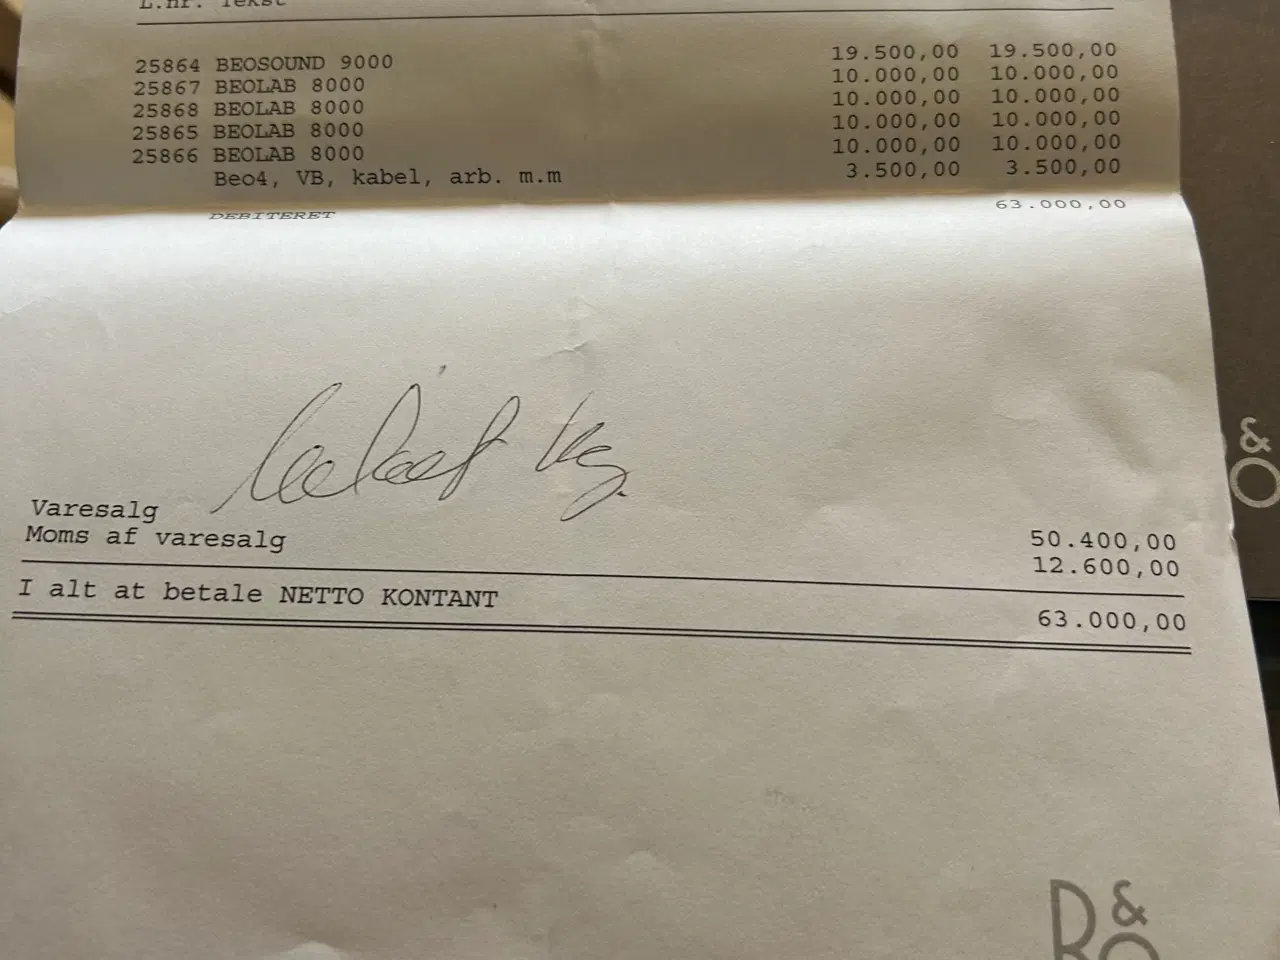 L.nr. Tekst
25864 BEOSOUND 9000 19.500,00 19.500,00
25867 BEOLAB 8000 10.000,00 10.000,00
25868 BEOLAB 8000 10.000,00 10.000,00
25865 BEOLAB 8000 10.000,00 10.000,00
25866 BEOLAB 8000 10.000,00 10.000,00
Beo4, VB, kabel, arb. m.m 3.500,00 3.500,00
DEBITERET 63.000,00
Varesalg 50.400,00
Moms af varesalg 12.600,00
I alt at betale NETTO KONTANT 63.000,00
&
O
B &
O